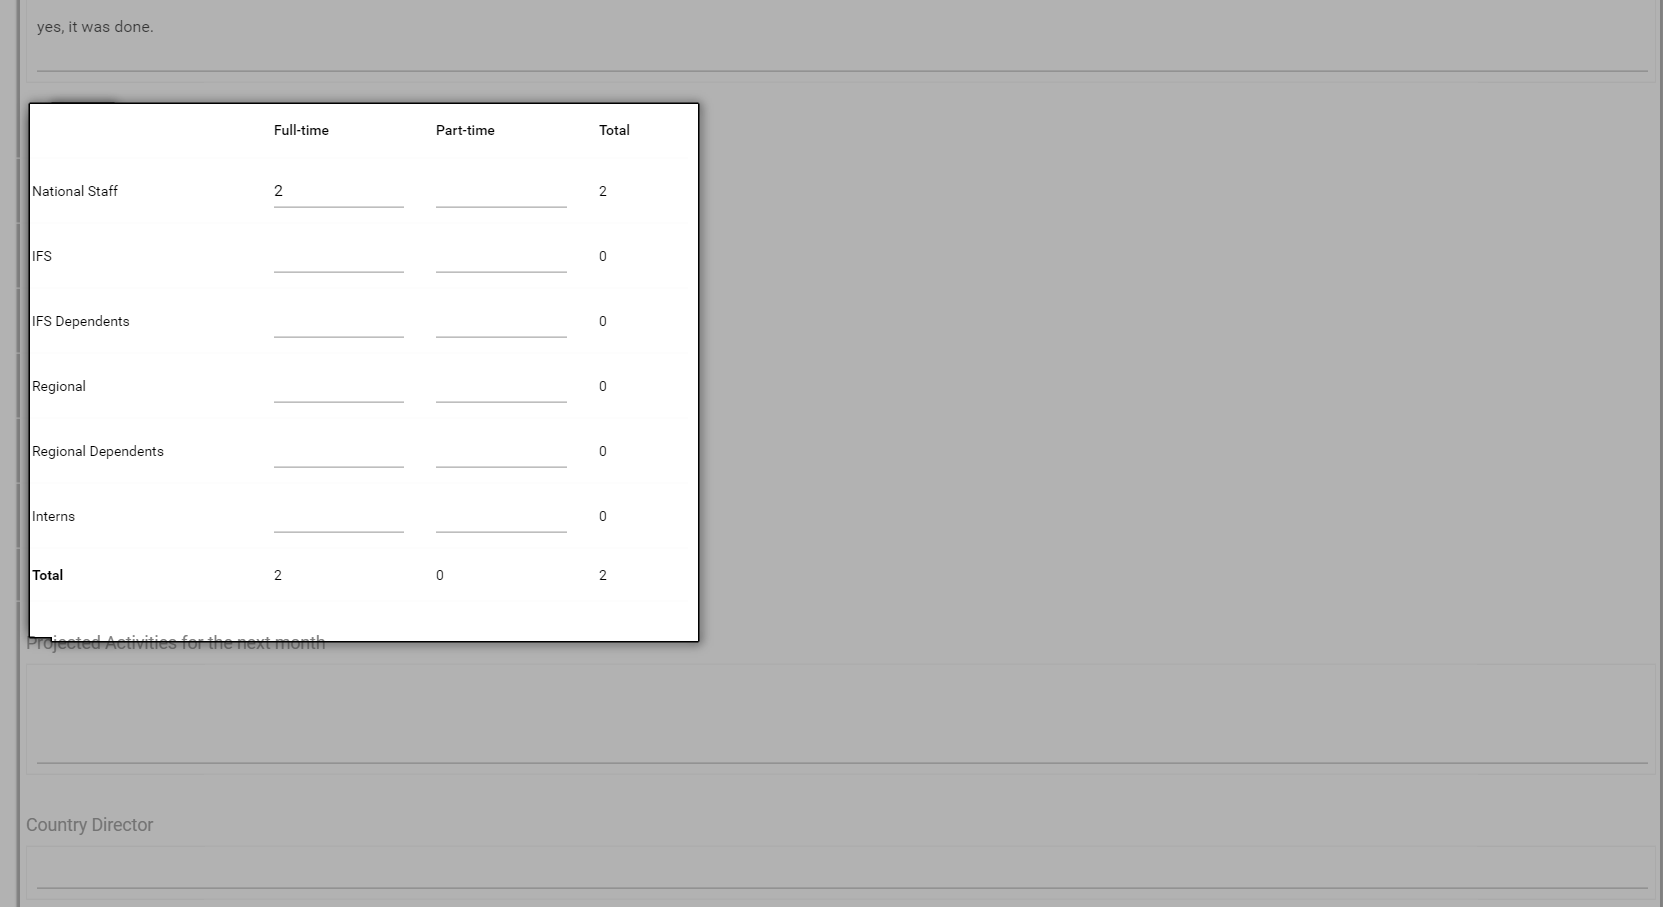 yes, it was done.
Full-time Part-time Total
National Staff 2 2
IFS 0
IFS Dependents 0
Regional 0
Regional Dependents 0
Interns 0
Total 2 0 2
Projected Activities for the next month
Country Director